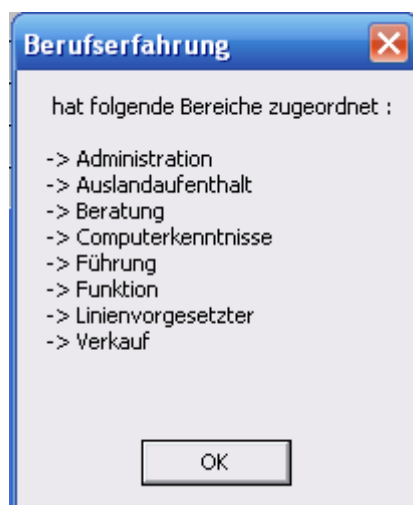 Berufserfahrung
hat folgende Bereiche zugeordnet :
-> Administration
-> Auslandaufenthalt
-> Beratung
-> Computerkenntnisse
-> Führung
-> Funktion
-> Linienvorgesetzter
-> Verkauf
OK